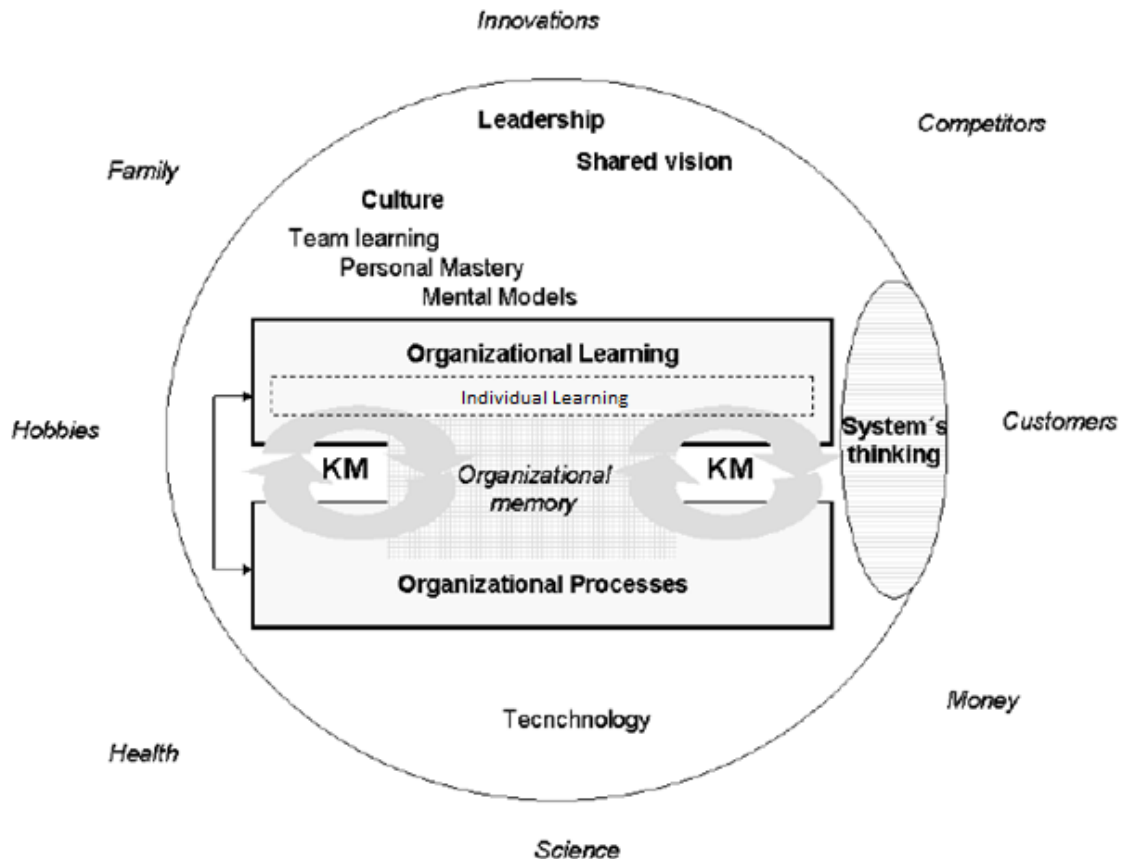 Innovations
Leadership
Competitors
Shared vision
Family
Culture
Team learning
Personal Mastery
Mental Models
Organizational Learning
Individual Learning
Hobbies
Customers
System´s
thinking
KM
Organizational
memory
KM
Organizational Processes
Money
Tecnchnology
Health
Science